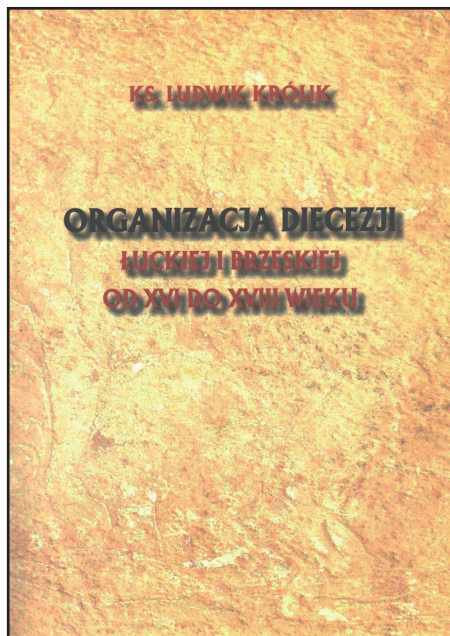 KS. LUDWIK KRÓLIK
ORGANIZACJA DIECEZJI
ŁUCKIEJ I BRZESKIEJ
OD XVI DO XVIII WIEKU